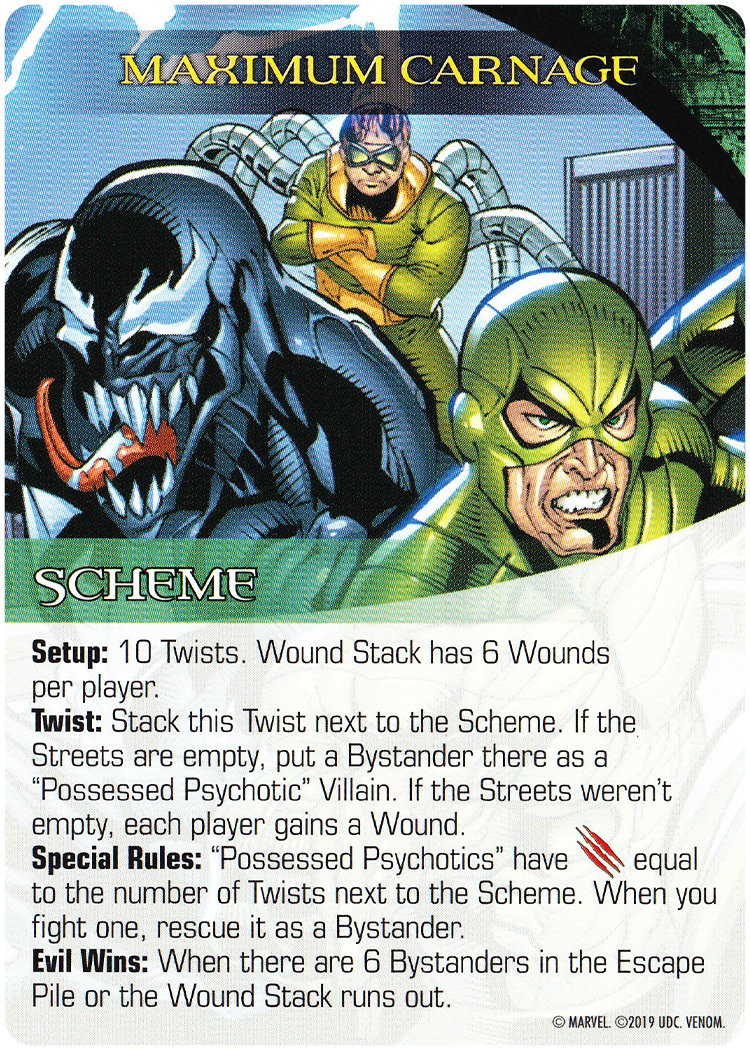 MAXIMUM CARNAGE
SCHEME
Setup: 10 Twists. Wound Stack has 6 Wounds
per player.
Twist: Stack this Twist next to the Scheme. If the
Streets are empty, put a Bystander there as a
“Possessed Psychotic” Villain. If the Streets weren’t
empty, each player gains a Wound.
Special Rules: “Possessed Psychotics” have equal
to the number of Twists next to the Scheme. When you
fight one, rescue it as a Bystander.
Evil Wins: When there are 6 Bystanders in the Escape
Pile or the Wound Stack runs out.
© MARVEL. ©2019 UDC. VENOM.